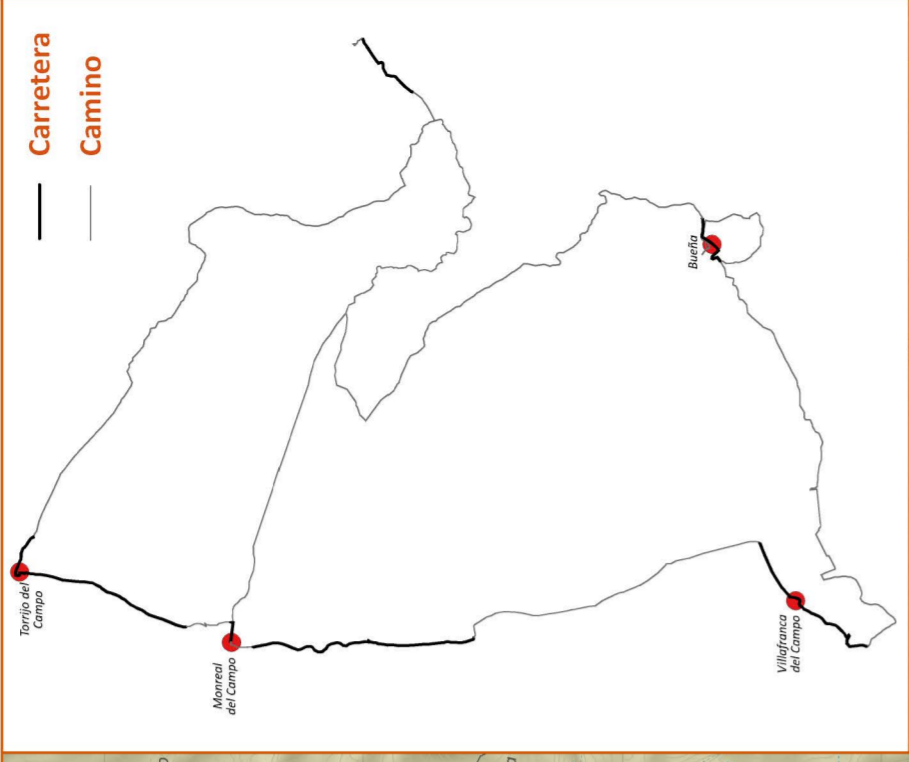 Carretera
Camino
Torrijo del
Campo
Monreal
del Campo
Bueña
Villafranca
del Campo